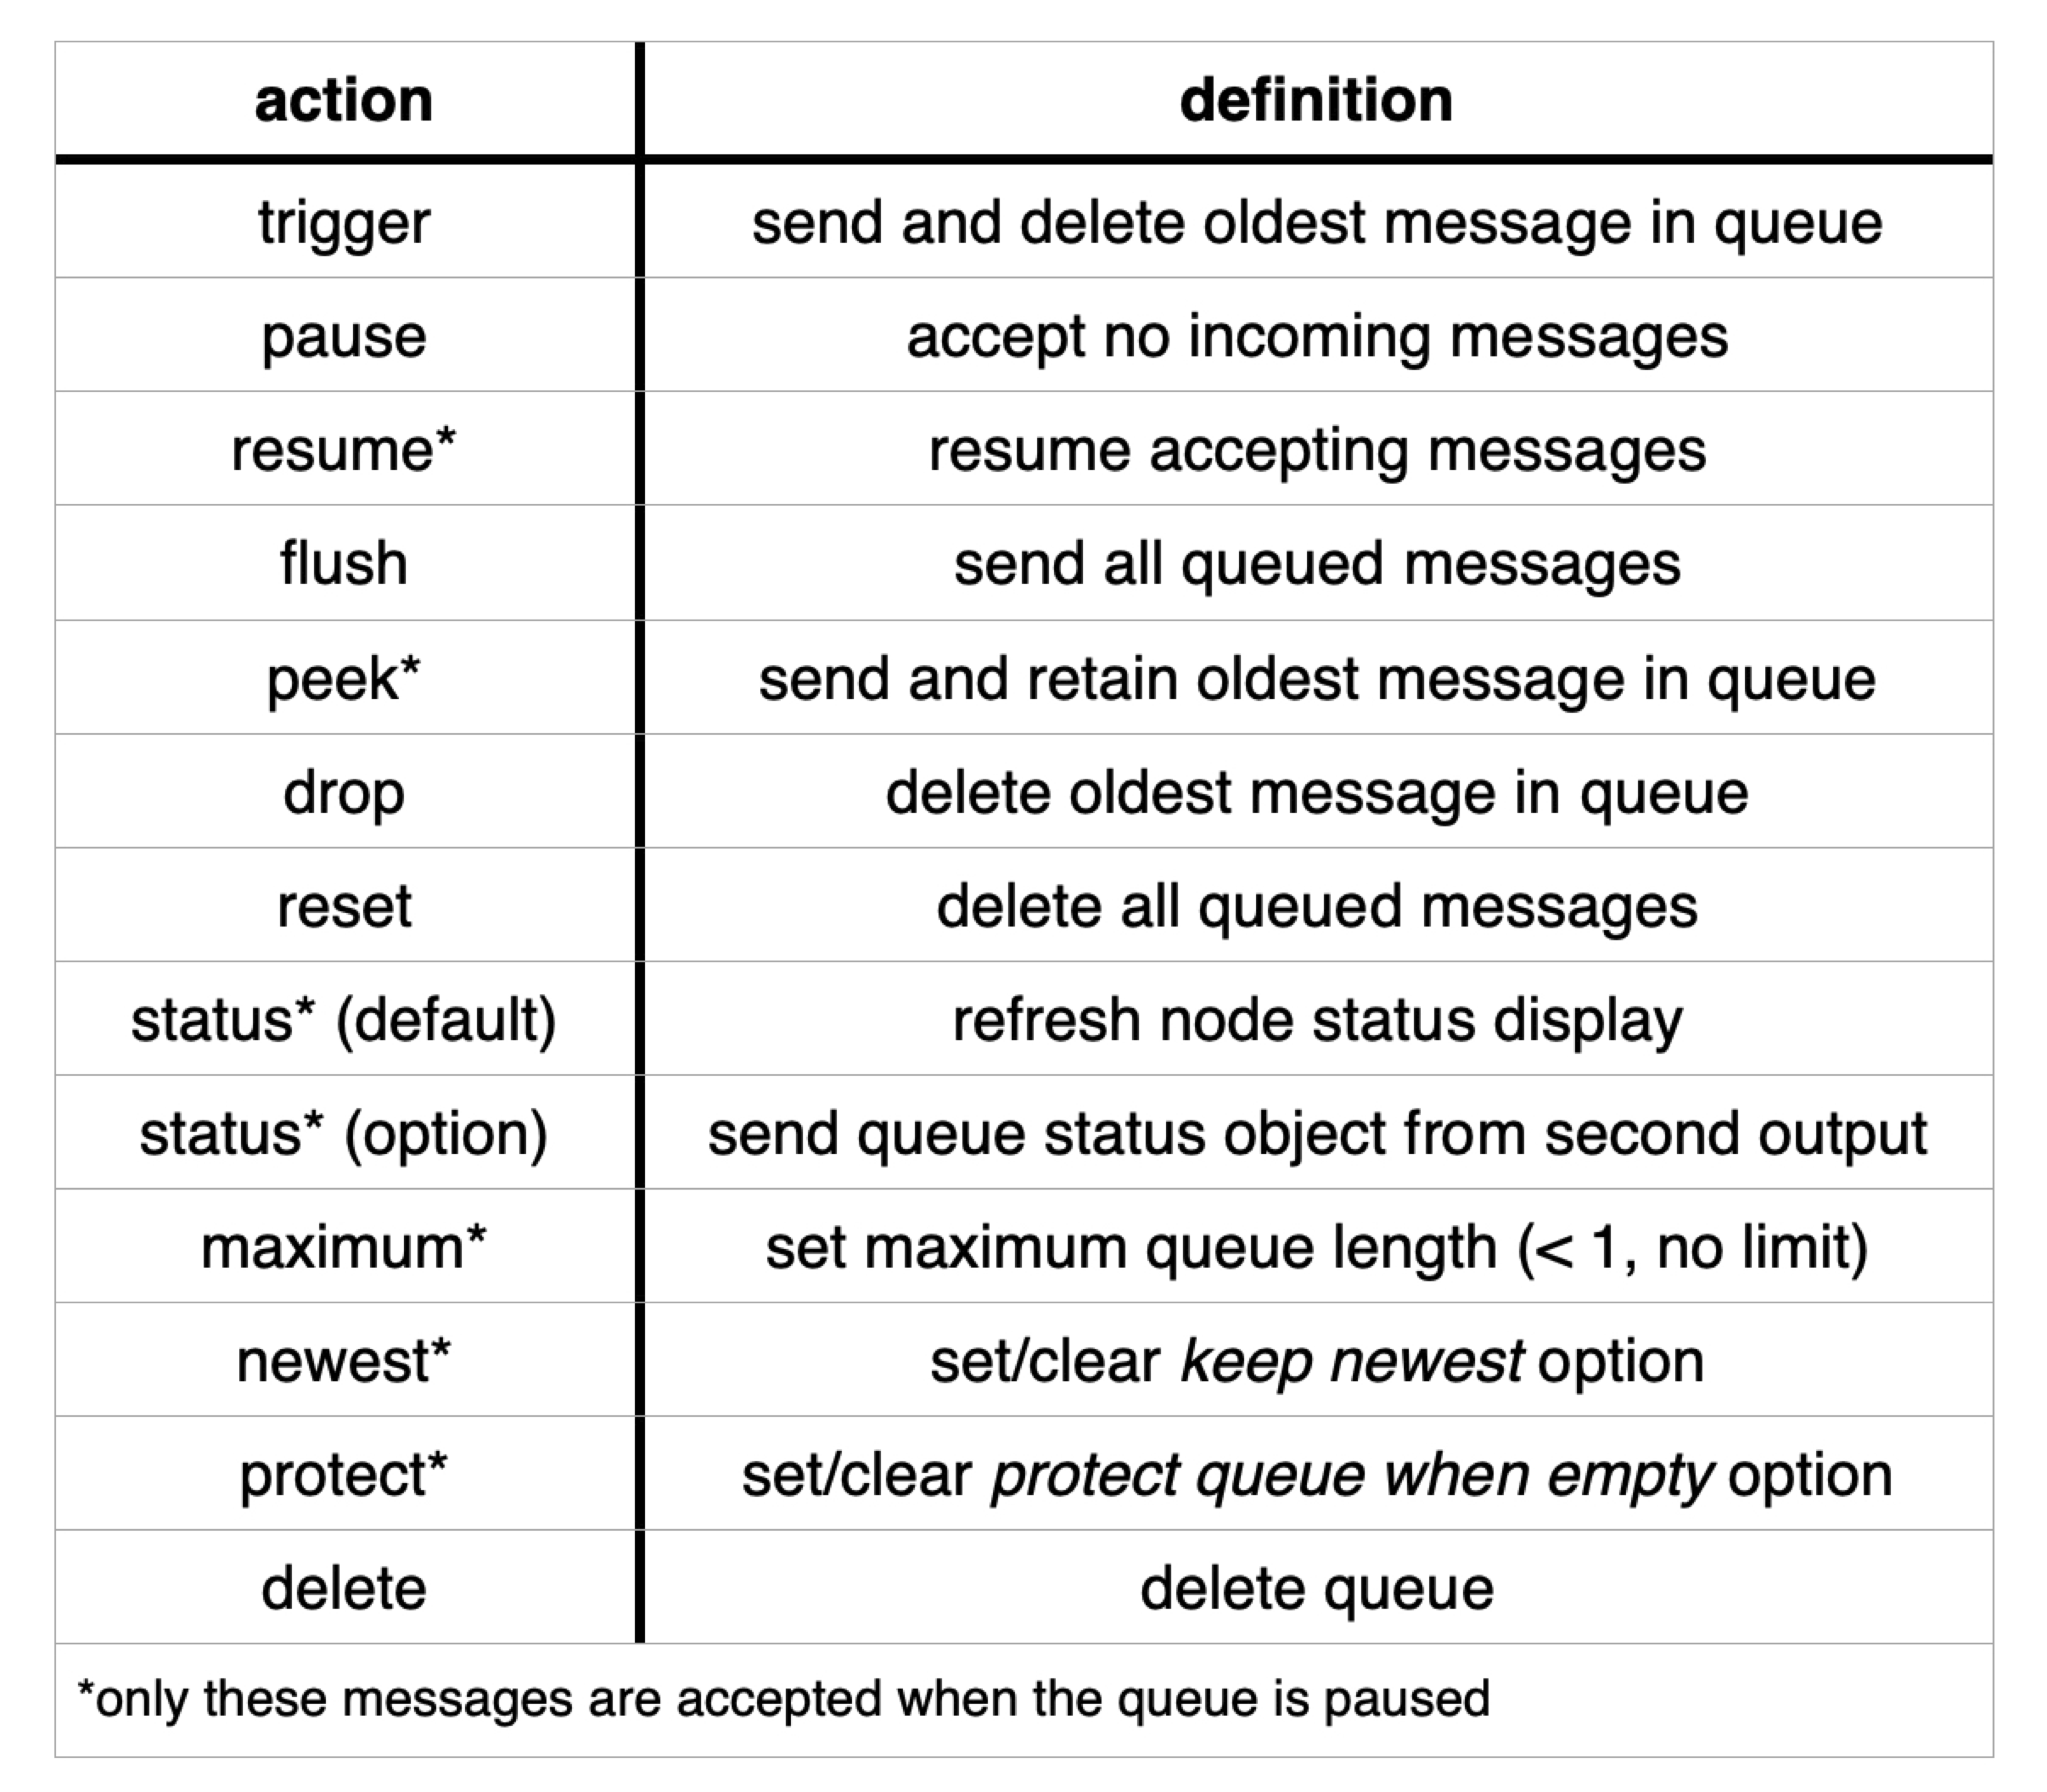 action definition
trigger send and delete oldest message in queue
pause accept no incoming messages
resume* resume accepting messages
flush send all queued messages
peek* send and retain oldest message in queue
drop delete oldest message in queue
reset delete all queued messages
status* (default) refresh node status display
status* (option) send queue status object from second output
maximum* set maximum queue length (< 1, no limit)
newest* set/clear keep newest option
protect* set/clear protect queue when empty option
delete delete queue
*only these messages are accepted when the queue is paused